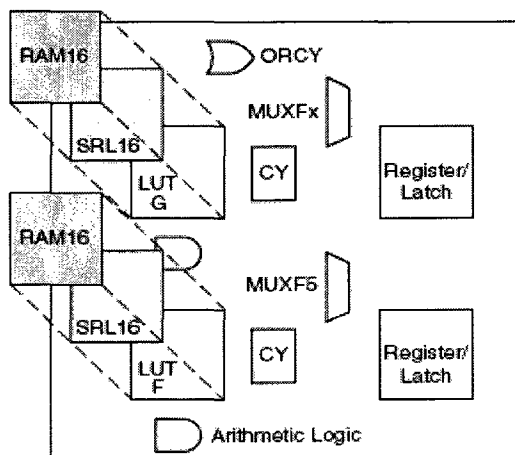 RAM16
ORCY
MUXFx
SRL16
CY
Register/
Latch
LUT
G
RAM16
MUXF5
SRL16
CY
Register/
Latch
LUT
F
Arithmetic Logic